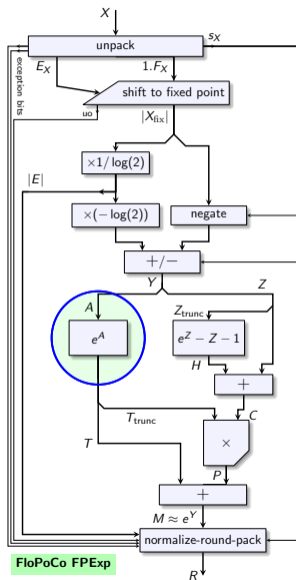 X
unpack
s_X
E_X
1.F_X
exception bits
shift to fixed point
ou
|X_fix|
×1/log(2)
|E|
×(−log(2))
negate
+/−
Y
Z
A
Z_trunc
e^A
e^Z − Z − 1
H
+
T_trunc
C
T
×
P
+
M ≈ e^Y
normalize-round-pack
FloPoCo FPExp
R